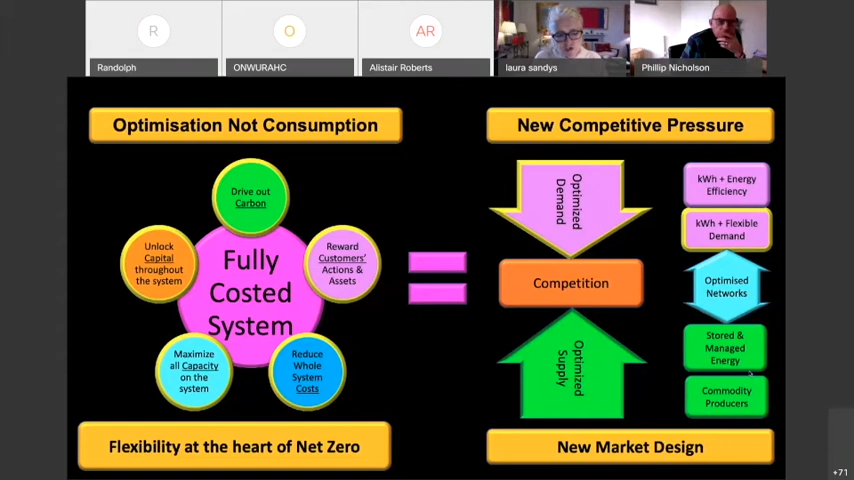 R
O
AR
Randolph
ONWURAHC
Alistair Roberts
laura sandys
Phillip Nicholson
Optimisation Not Consumption
Drive out
Carbon
Unlock
Capital
throughout
the system
Fully
Costed
System
Reward
Customers'
Actions &
Assets
Maximize
all Capacity
on the
system
Reduce
Whole
System
Costs
Flexibility at the heart of Net Zero
New Competitive Pressure
Optimized
Demand
Competition
Optimized
Supply
kWh + Energy
Efficiency
kWh + Flexible
Demand
Optimised
Networks
Stored &
Managed
Energy
Commodity
Producers
New Market Design
+71